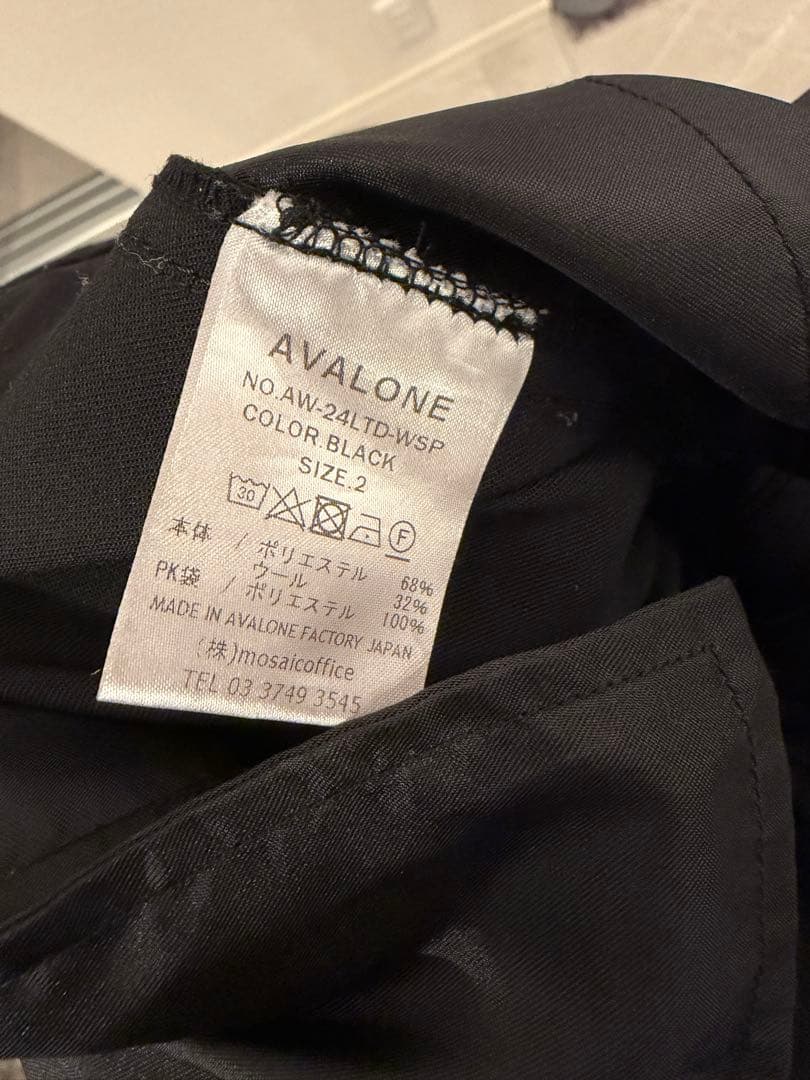 AVALONE
NO.AW-24LTD-WSP
COLOR.BLACK
SIZE.2
30 F
本体 / ポリエステル 68%
ウール 32%
PK袋 / ポリエステル 100%
MADE IN AVALONE FACTORY JAPAN
(株)mosaicoffice
TEL 03 3749 3545